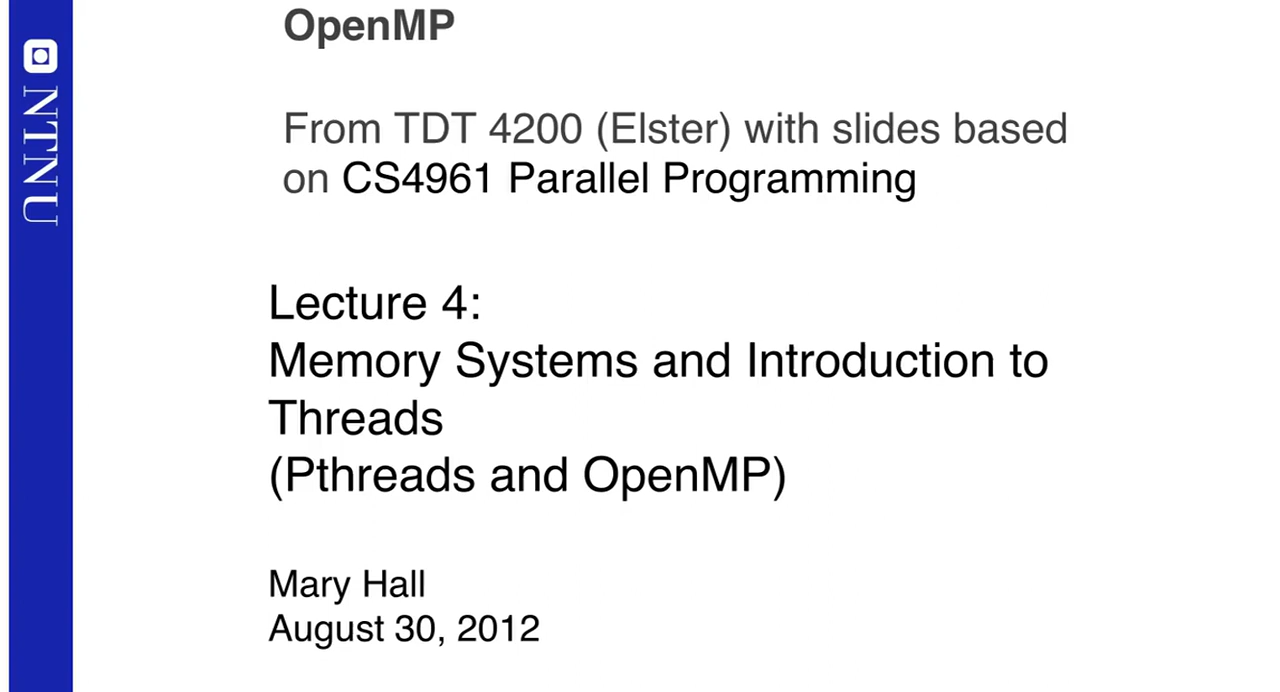 NTNU
OpenMP
From TDT 4200 (Elster) with slides based
on CS4961 Parallel Programming
Lecture 4:
Memory Systems and Introduction to
Threads
(Pthreads and OpenMP)
Mary Hall
August 30, 2012